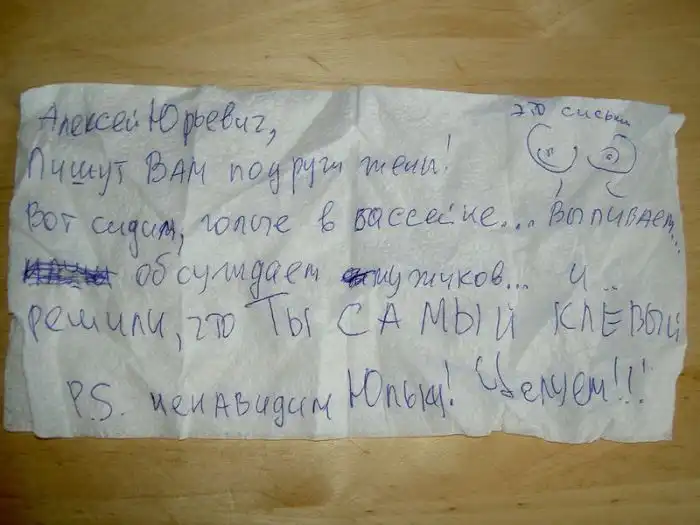 Алексей Юрьевич,
это сиськи
Пишут ВАМ подруги жены!
Вот сидим, голые в бассейне... Выпиваем...
обсуждаем мужиков... и..
решили, что ТЫ САМЫЙ КЛЕВЫЙ
P.S. ненавидим Юльку! Целуем!!!